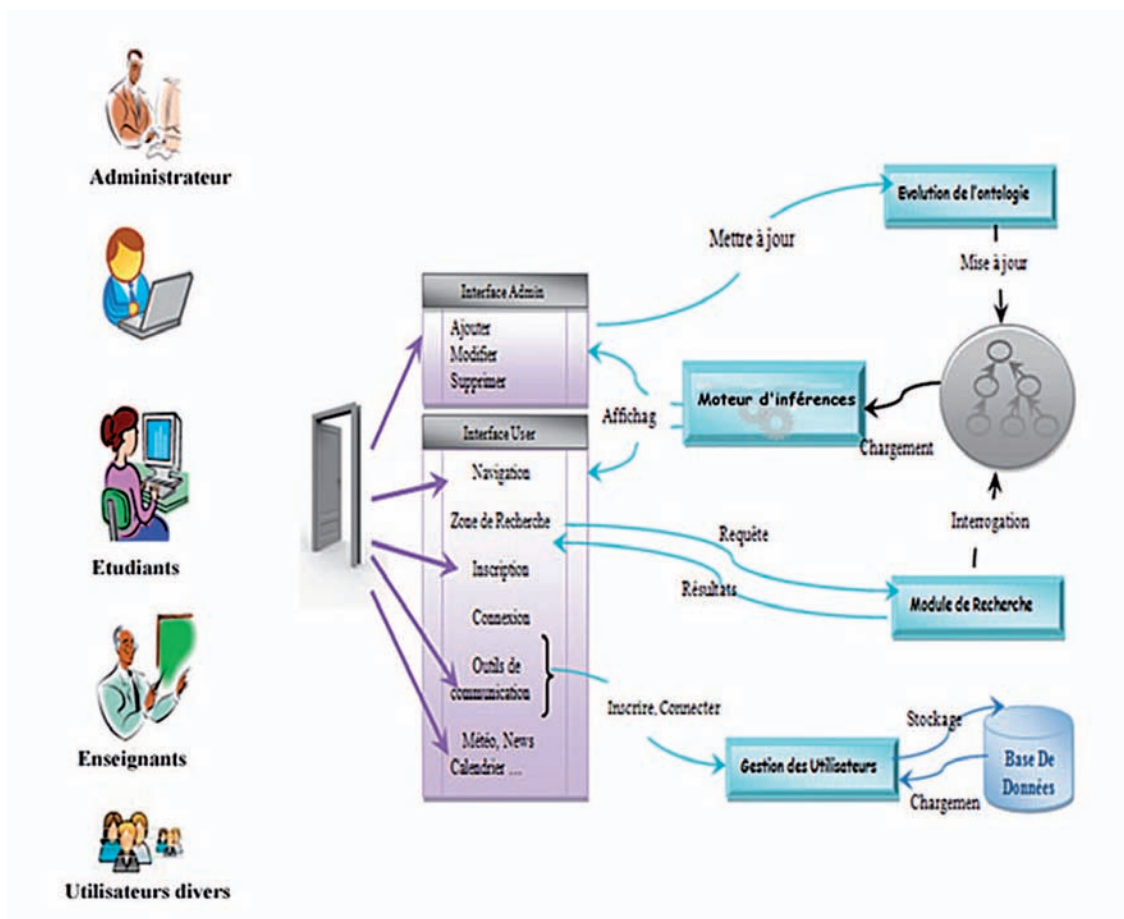 Administrateur
Etudiants
Enseignants
Utilisateurs divers
Interface Admin
Ajouter
Modifier
Supprimer
Interface User
Navigation
Zone de Recherche
Inscription
Connexion
Outils de
communication
Météo, News
Calendrier ...
Mettre à jour
Evolution de l'ontologie
Mise à jour
Affichag
Moteur d'inférences
Chargement
Interrogation
Requête
Résultats
Module de Recherche
Inscrire, Connecter
Gestion des Utilisateurs
Stockage
Chargemen
Base De
Données